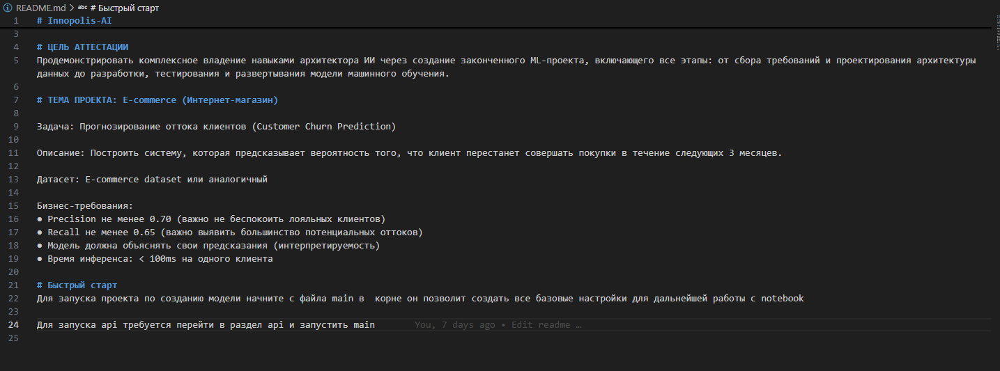 README.md > abc # Быстрый старт
1 # Innopolis-AI
3
4 # ЦЕЛЬ АТТЕСТАЦИИ
5 Продемонстрировать комплексное владение навыками архитектора ИИ через создание законченного ML-проекта, включающего все этапы: от сбора требований и проектирования архитектуры
данных до разработки, тестирования и развертывания модели машинного обучения.
6
7 # ТЕМА ПРОЕКТА: E-commerce (Интернет-магазин)
8
9 Задача: Прогнозирование оттока клиентов (Customer Churn Prediction)
10
11 Описание: Построить систему, которая предсказывает вероятность того, что клиент перестанет совершать покупки в течение следующих 3 месяцев.
12
13 Датасет: E-commerce dataset или аналогичный
14
15 Бизнес-требования:
16 ● Precision не менее 0.70 (важно не беспокоить лояльных клиентов)
17 ● Recall не менее 0.65 (важно выявить большинство потенциальных оттоков)
18 ● Модель должна объяснять свои предсказания (интерпретируемость)
19 ● Время инференса: < 100ms на одного клиента
20
21 # Быстрый старт
22 Для запуска проекта по созданию модели начните с файла main в  корне он позволит создать все базовые настройки для дальнейшей работы с notebook
23
24 Для запуска api требуется перейти в раздел api и запустить main You, 7 days ago • Edit readme …
25